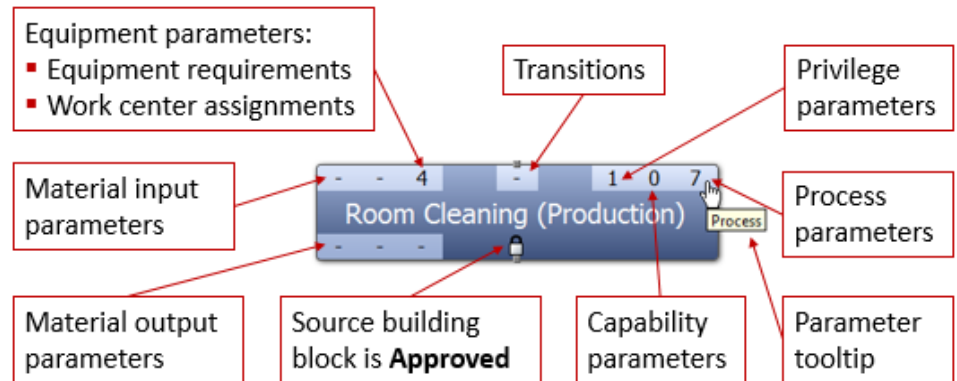 Equipment parameters:
▪ Equipment requirements
▪ Work center assignments
Transitions
Privilege
parameters
Material input
parameters
- - 4 - 1 0 7
Room Cleaning (Production)
Process
- - -
Process
parameters
Material output
parameters
Source building
block is Approved
Capability
parameters
Parameter
tooltip